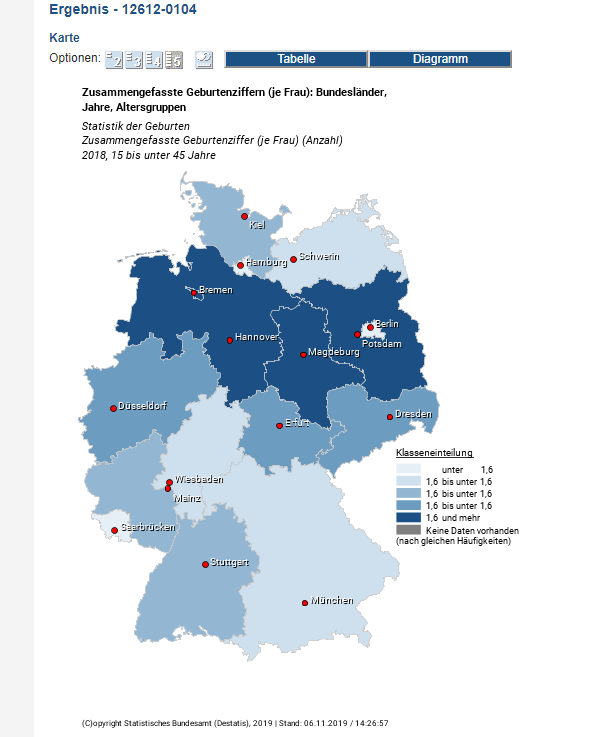 Ergebnis - 12612-0104
Karte
Optionen: 2 3 4 5 Tabelle Diagramm
Zusammengefasste Geburtenziffern (je Frau): Bundesländer,
Jahre, Altersgruppen
Statistik der Geburten
Zusammengefasste Geburtenziffer (je Frau) (Anzahl)
2018, 15 bis unter 45 Jahre
Kiel
Schwerin
Hamburg
Bremen
Berlin
Hannover
Potsdam
Magdeburg
Düsseldorf
Dresden
Erfurt
Wiesbaden
Mainz
Saarbrücken
Stuttgart
München
Klasseneinteilung
unter 1,6
1,6 bis unter 1,6
1,6 bis unter 1,6
1,6 bis unter 1,6
1,6 und mehr
Keine Daten vorhanden
(nach gleichen Häufigkeiten)
(C)opyright Statistisches Bundesamt (Destatis), 2019 | Stand: 06.11.2019 / 14:26:57